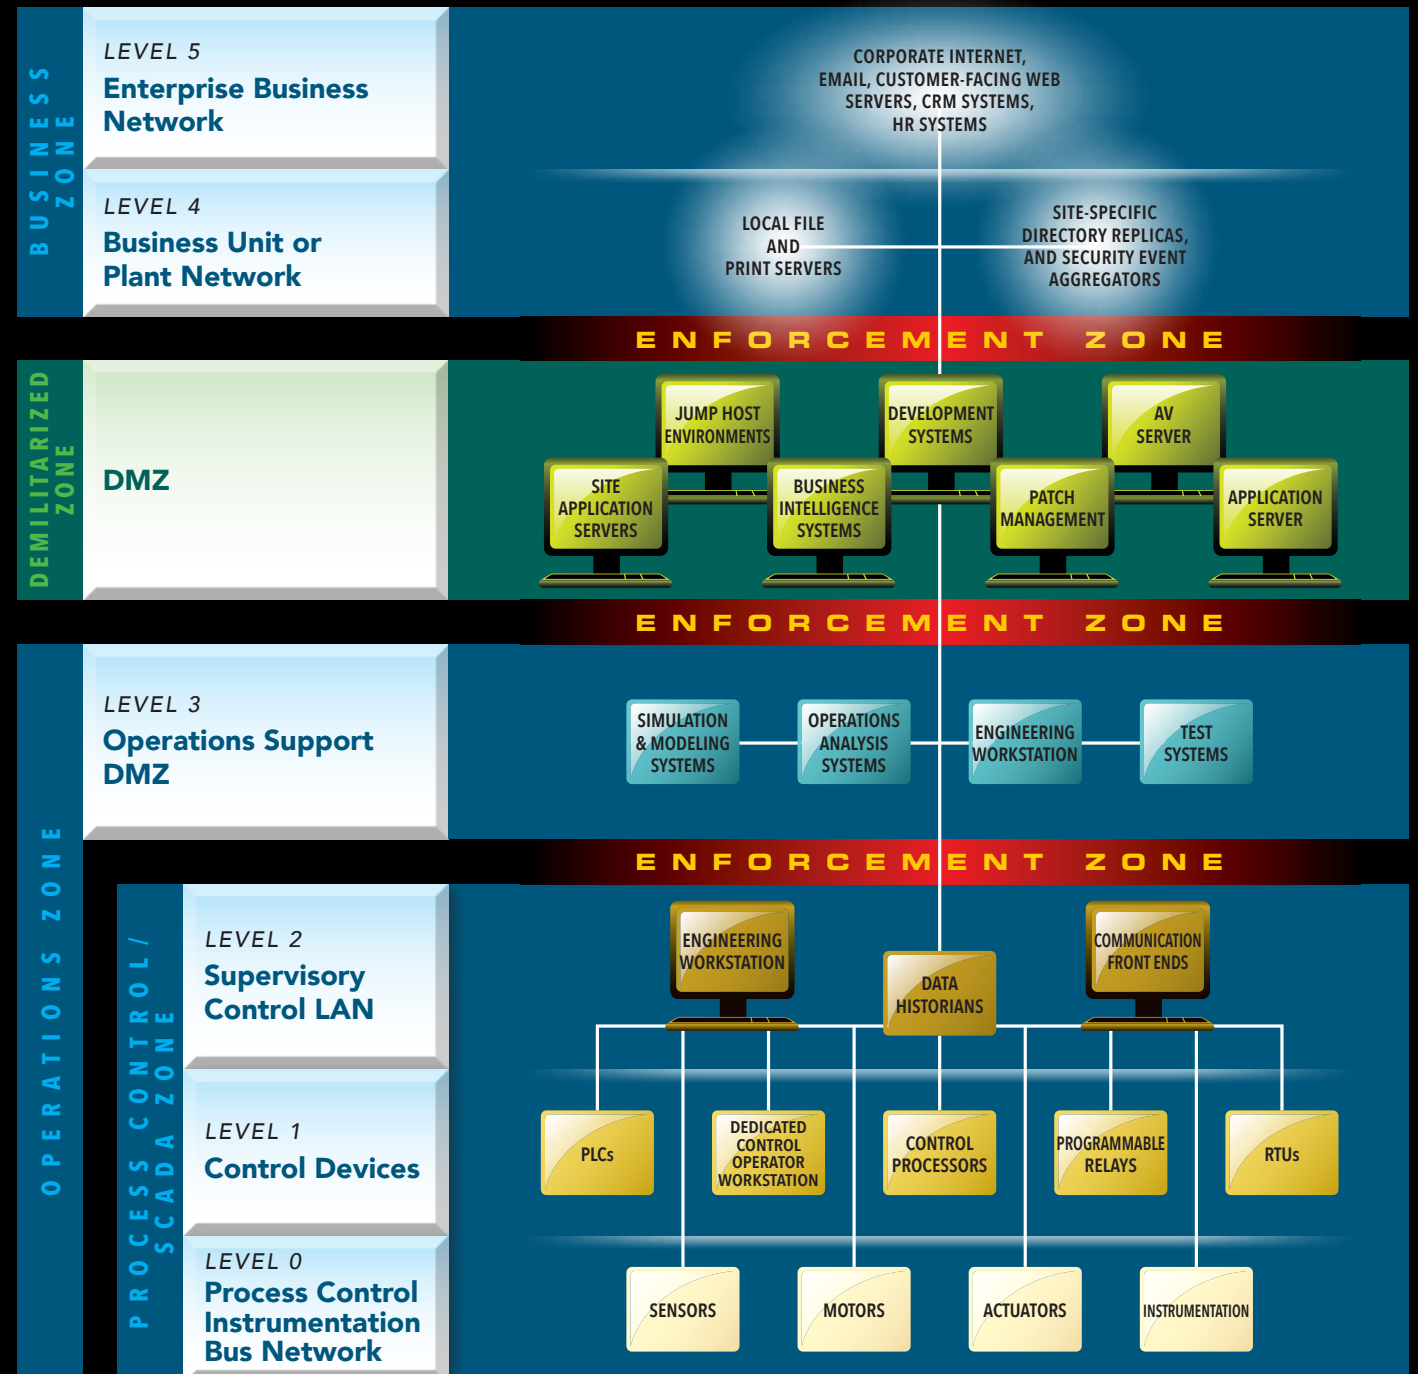 BUSINESS
ZONE
LEVEL 5
Enterprise Business
Network
CORPORATE INTERNET,
EMAIL, CUSTOMER-FACING WEB
SERVERS, CRM SYSTEMS,
HR SYSTEMS
LEVEL 4
Business Unit or
Plant Network
LOCAL FILE
AND
PRINT SERVERS
SITE-SPECIFIC
DIRECTORY REPLICAS,
AND SECURITY EVENT
AGGREGATORS
ENFORCEMENT ZONE
DEMILITARIZED
ZONE
DMZ
JUMP HOST
ENVIRONMENTS
DEVELOPMENT
SYSTEMS
AV
SERVER
SITE
APPLICATION
SERVERS
BUSINESS
INTELLIGENCE
SYSTEMS
PATCH
MANAGEMENT
APPLICATION
SERVER
ENFORCEMENT ZONE
OPERATIONS ZONE
LEVEL 3
Operations Support
DMZ
SIMULATION
& MODELING
SYSTEMS
OPERATIONS
ANALYSIS
SYSTEMS
ENGINEERING
WORKSTATION
TEST
SYSTEMS
ENFORCEMENT ZONE
PROCESS CONTROL/
SCADA ZONE
LEVEL 2
Supervisory
Control LAN
ENGINEERING
WORKSTATION
DATA
HISTORIANS
COMMUNICATION
FRONT ENDS
LEVEL 1
Control Devices
PLCs
DEDICATED
CONTROL
OPERATOR
WORKSTATION
CONTROL
PROCESSORS
PROGRAMMABLE
RELAYS
RTUs
LEVEL 0
Process Control
Instrumentation
Bus Network
SENSORS
MOTORS
ACTUATORS
INSTRUMENTATION